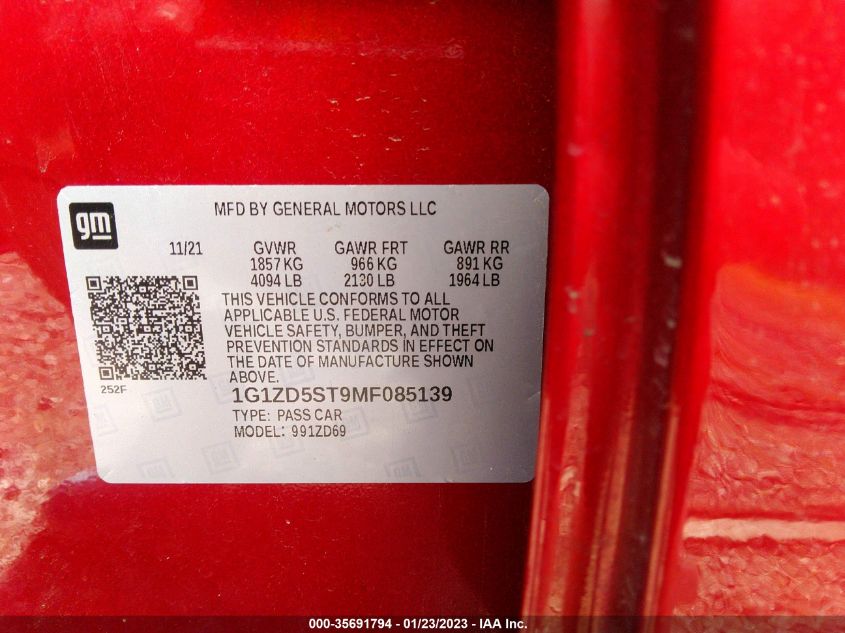 gm
MFD BY GENERAL MOTORS LLC
11/21 GVWR GAWR FRT GAWR RR
1857 KG 966 KG 891 KG
4094 LB 2130 LB 1964 LB
THIS VEHICLE CONFORMS TO ALL
APPLICABLE U.S. FEDERAL MOTOR
VEHICLE SAFETY, BUMPER, AND THEFT
PREVENTION STANDARDS IN EFFECT ON
THE DATE OF MANUFACTURE SHOWN
ABOVE.
252F
1G1ZD5ST9MF085139
TYPE: PASS CAR
MODEL: 991ZD69
000-35691794 - 01/23/2023 - IAA Inc.